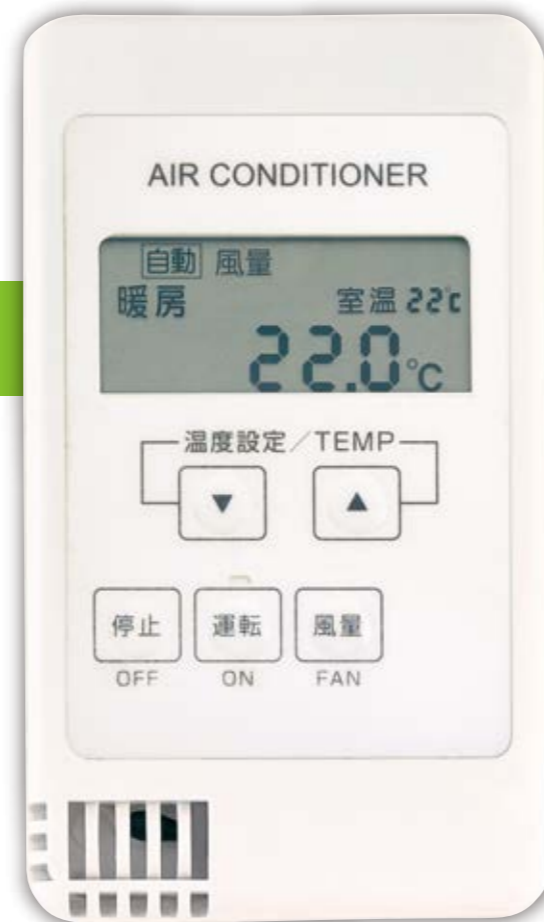 AIR CONDITIONER
自動 風量
暖房 室温 22℃
22.0℃
温度設定/TEMP
▼ ▲
停止 運転 風量
OFF ON FAN